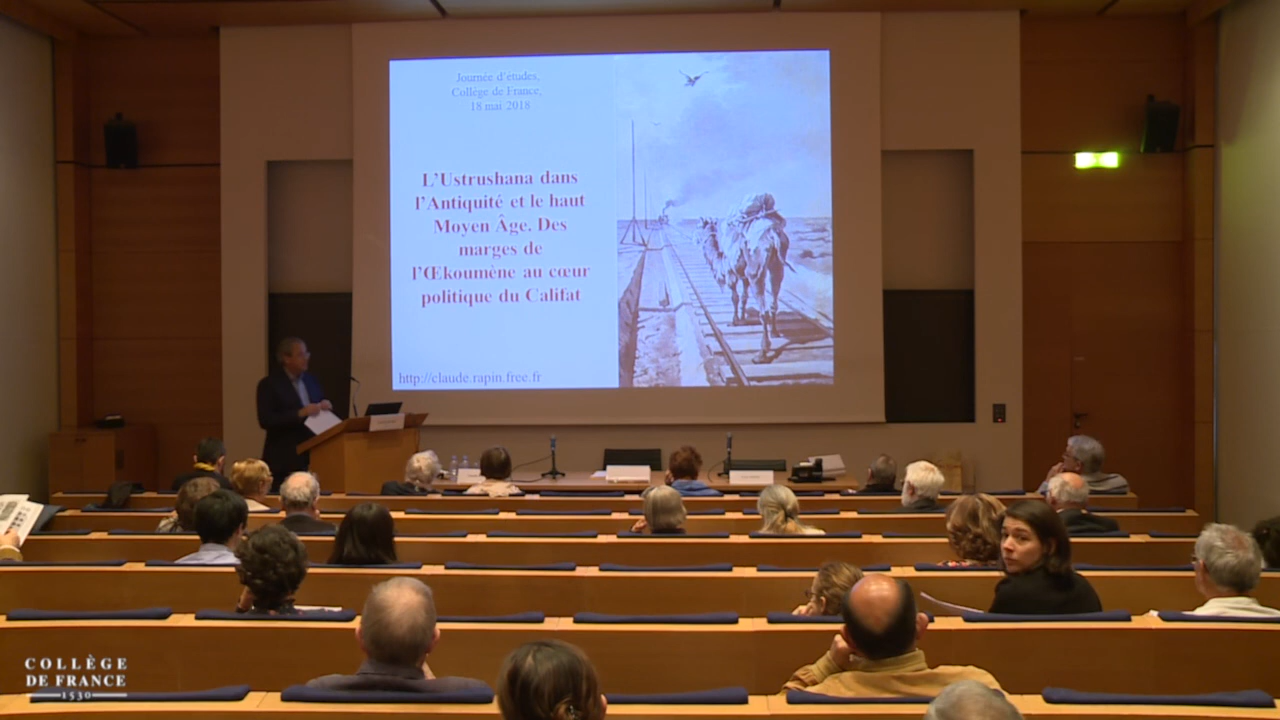 Journée d'études,
Collège de France,
18 mai 2018
L'Ustrushana dans
l'Antiquité et le haut
Moyen Âge. Des
marges de
l'Œkoumène au cœur
politique du Califat
http://claude.rapin.free.fr
COLLÈGE
DE FRANCE
1530